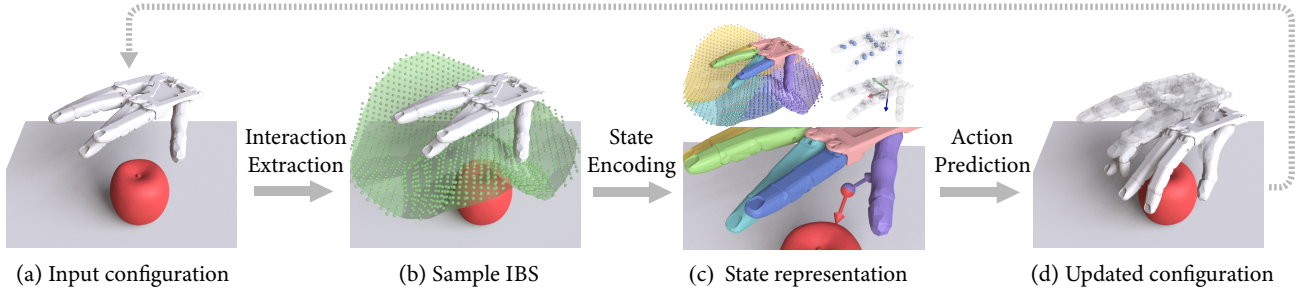 Interaction
Extraction
State
Encoding
Action
Prediction
(a) Input configuration
(b) Sample IBS
(c) State representation
(d) Updated configuration